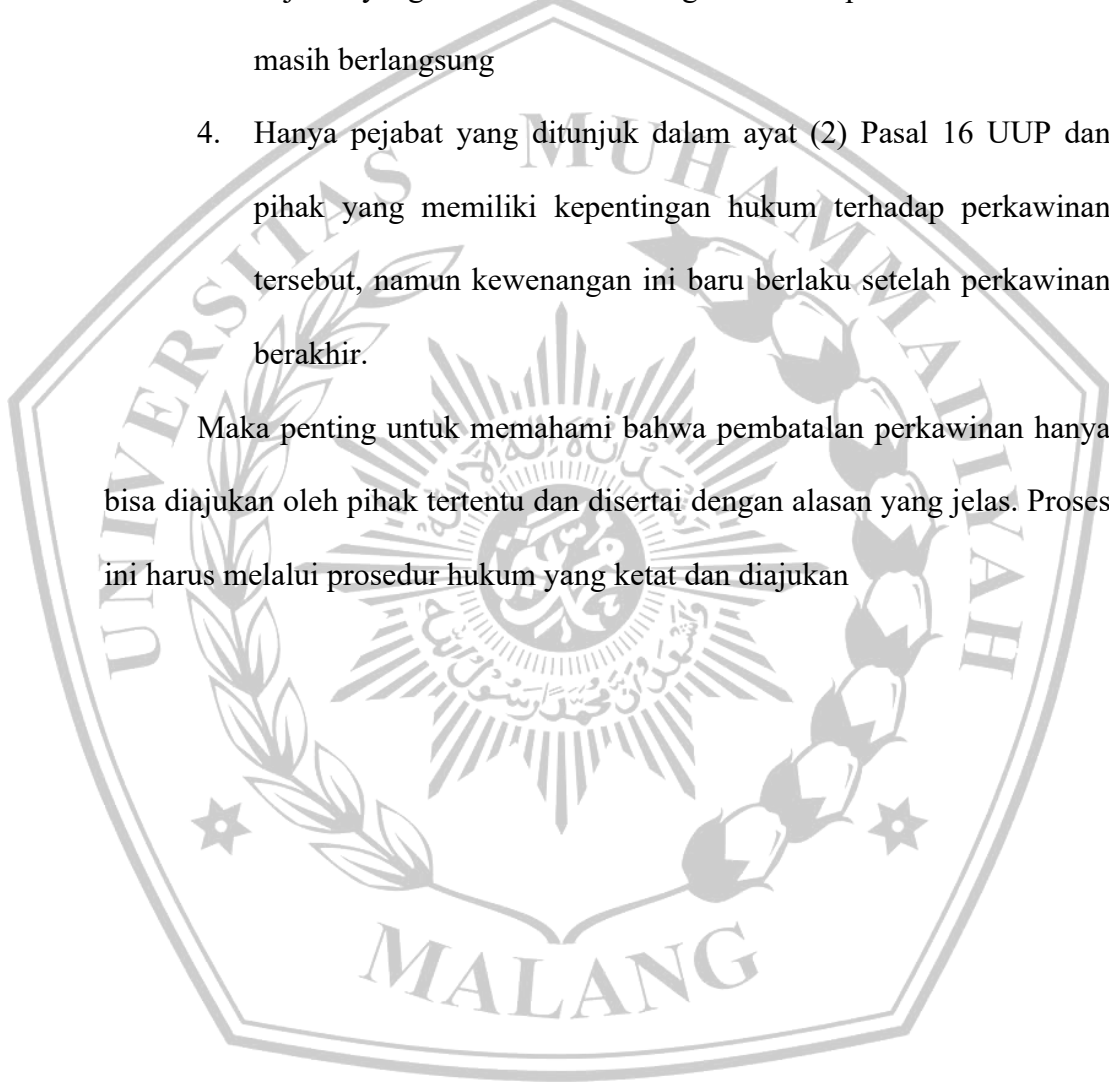 masih berlangsung
4. Hanya pejabat yang ditunjuk dalam ayat (2) Pasal 16 UUP dan
pihak yang memiliki kepentingan hukum terhadap perkawinan
tersebut, namun kewenangan ini baru berlaku setelah perkawinan
berakhir.
Maka penting untuk memahami bahwa pembatalan perkawinan hanya
bisa diajukan oleh pihak tertentu dan disertai dengan alasan yang jelas. Proses
ini harus melalui prosedur hukum yang ketat dan diajukan
UNIVERSITAS MUHAMMADIYAH
MALANG